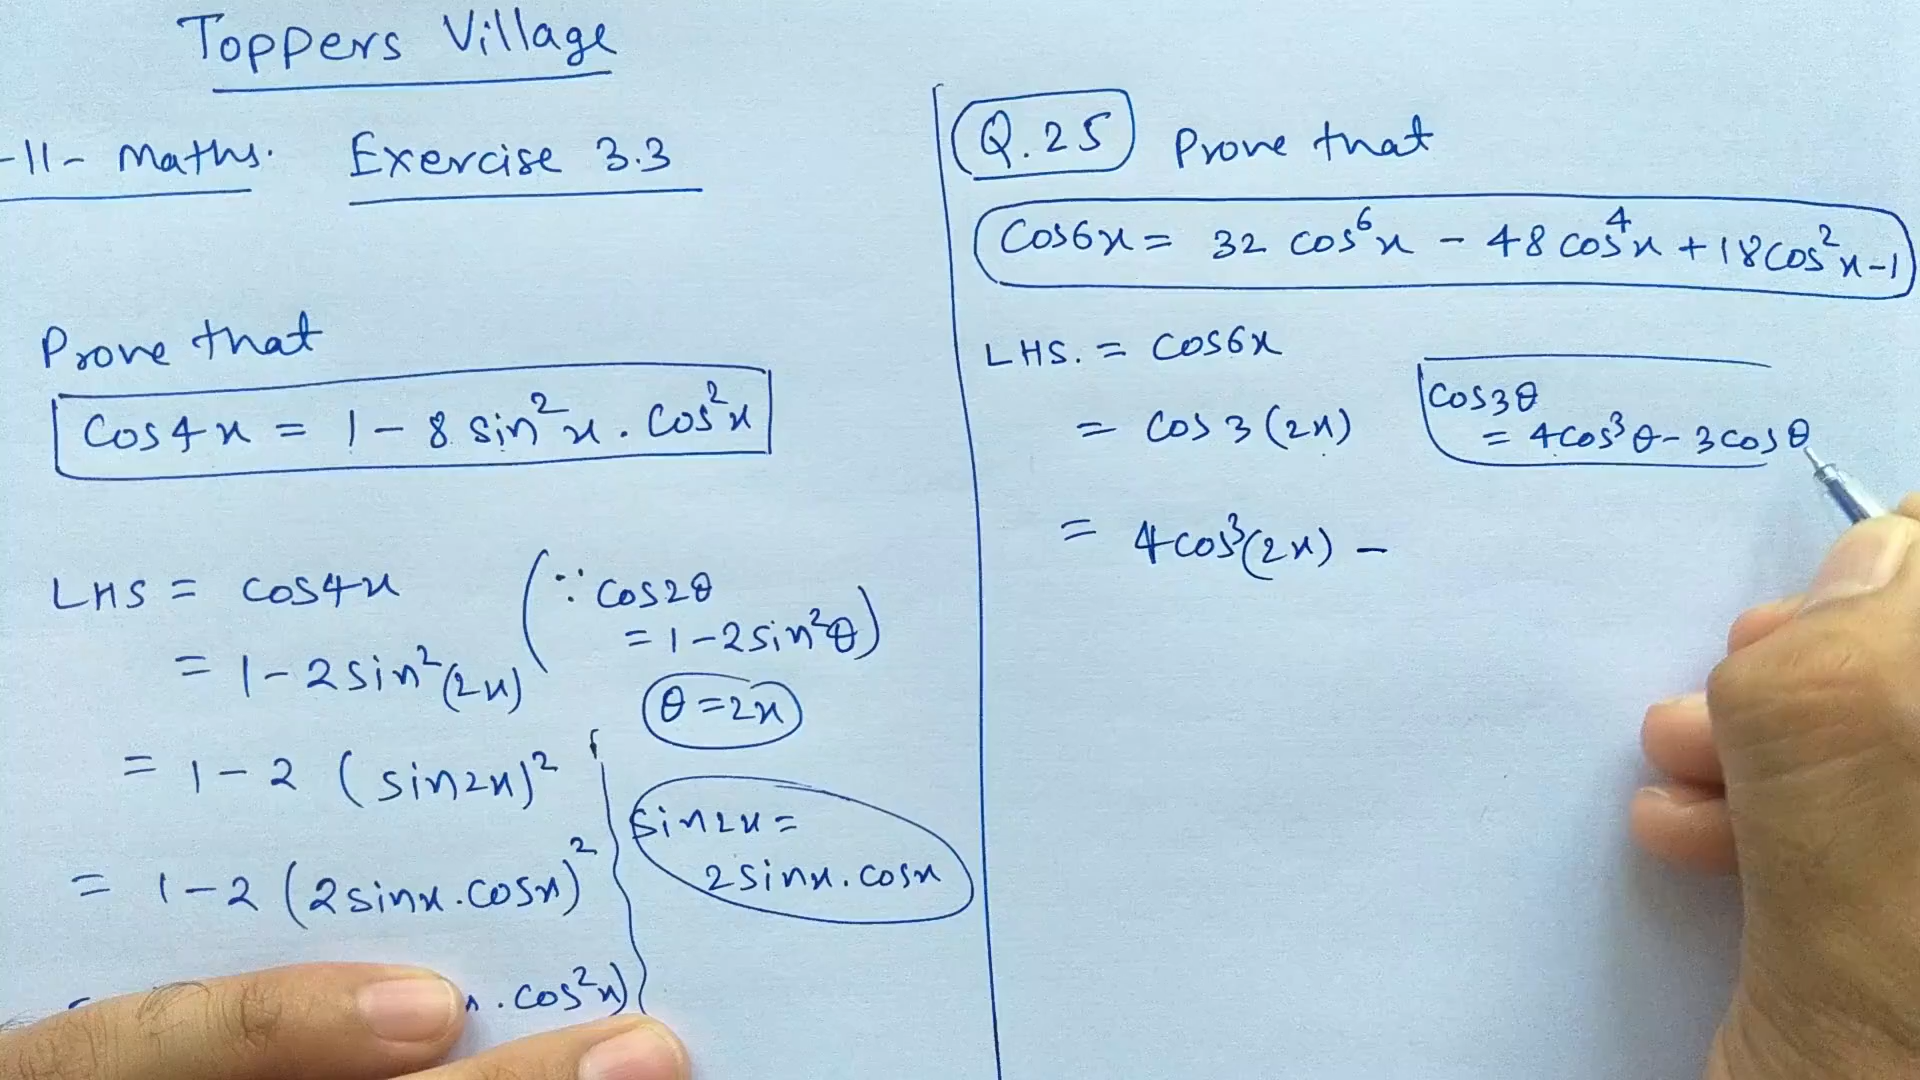 Toppers Village
-11- Maths. Exercise 3.3
Prove that
cos4x = 1 - 8 sin²x . cos²x
LHS = cos4x
= 1 - 2sin²(2x)
(∵ cos2θ
= 1 - 2sin²θ)
θ = 2x
= 1 - 2 (sin2x)²
sin2x =
2sinx.cosx
= 1 - 2 (2sinx.cosx)²
. cos²x)
Q.25 Prove that
Cos6x = 32 cos⁶x - 48 cos⁴x + 18cos²x - 1
LHS. = cos6x
= cos 3(2x)
cos3θ
= 4cos³θ - 3cosθ
= 4cos³(2x) -